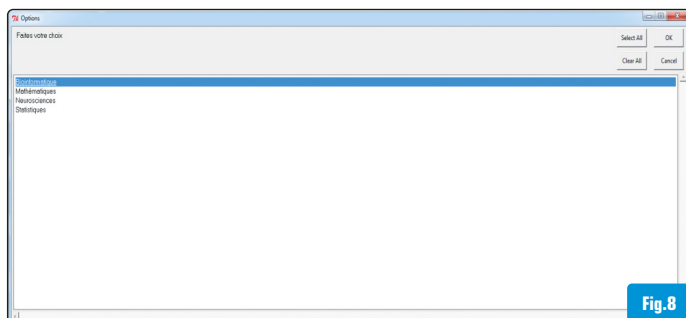 Options
Faites votre choix
Select All
OK
Clear All
Cancel
Bioinformatique
Mathématiques
Neurosciences
Statistiques
Fig.8